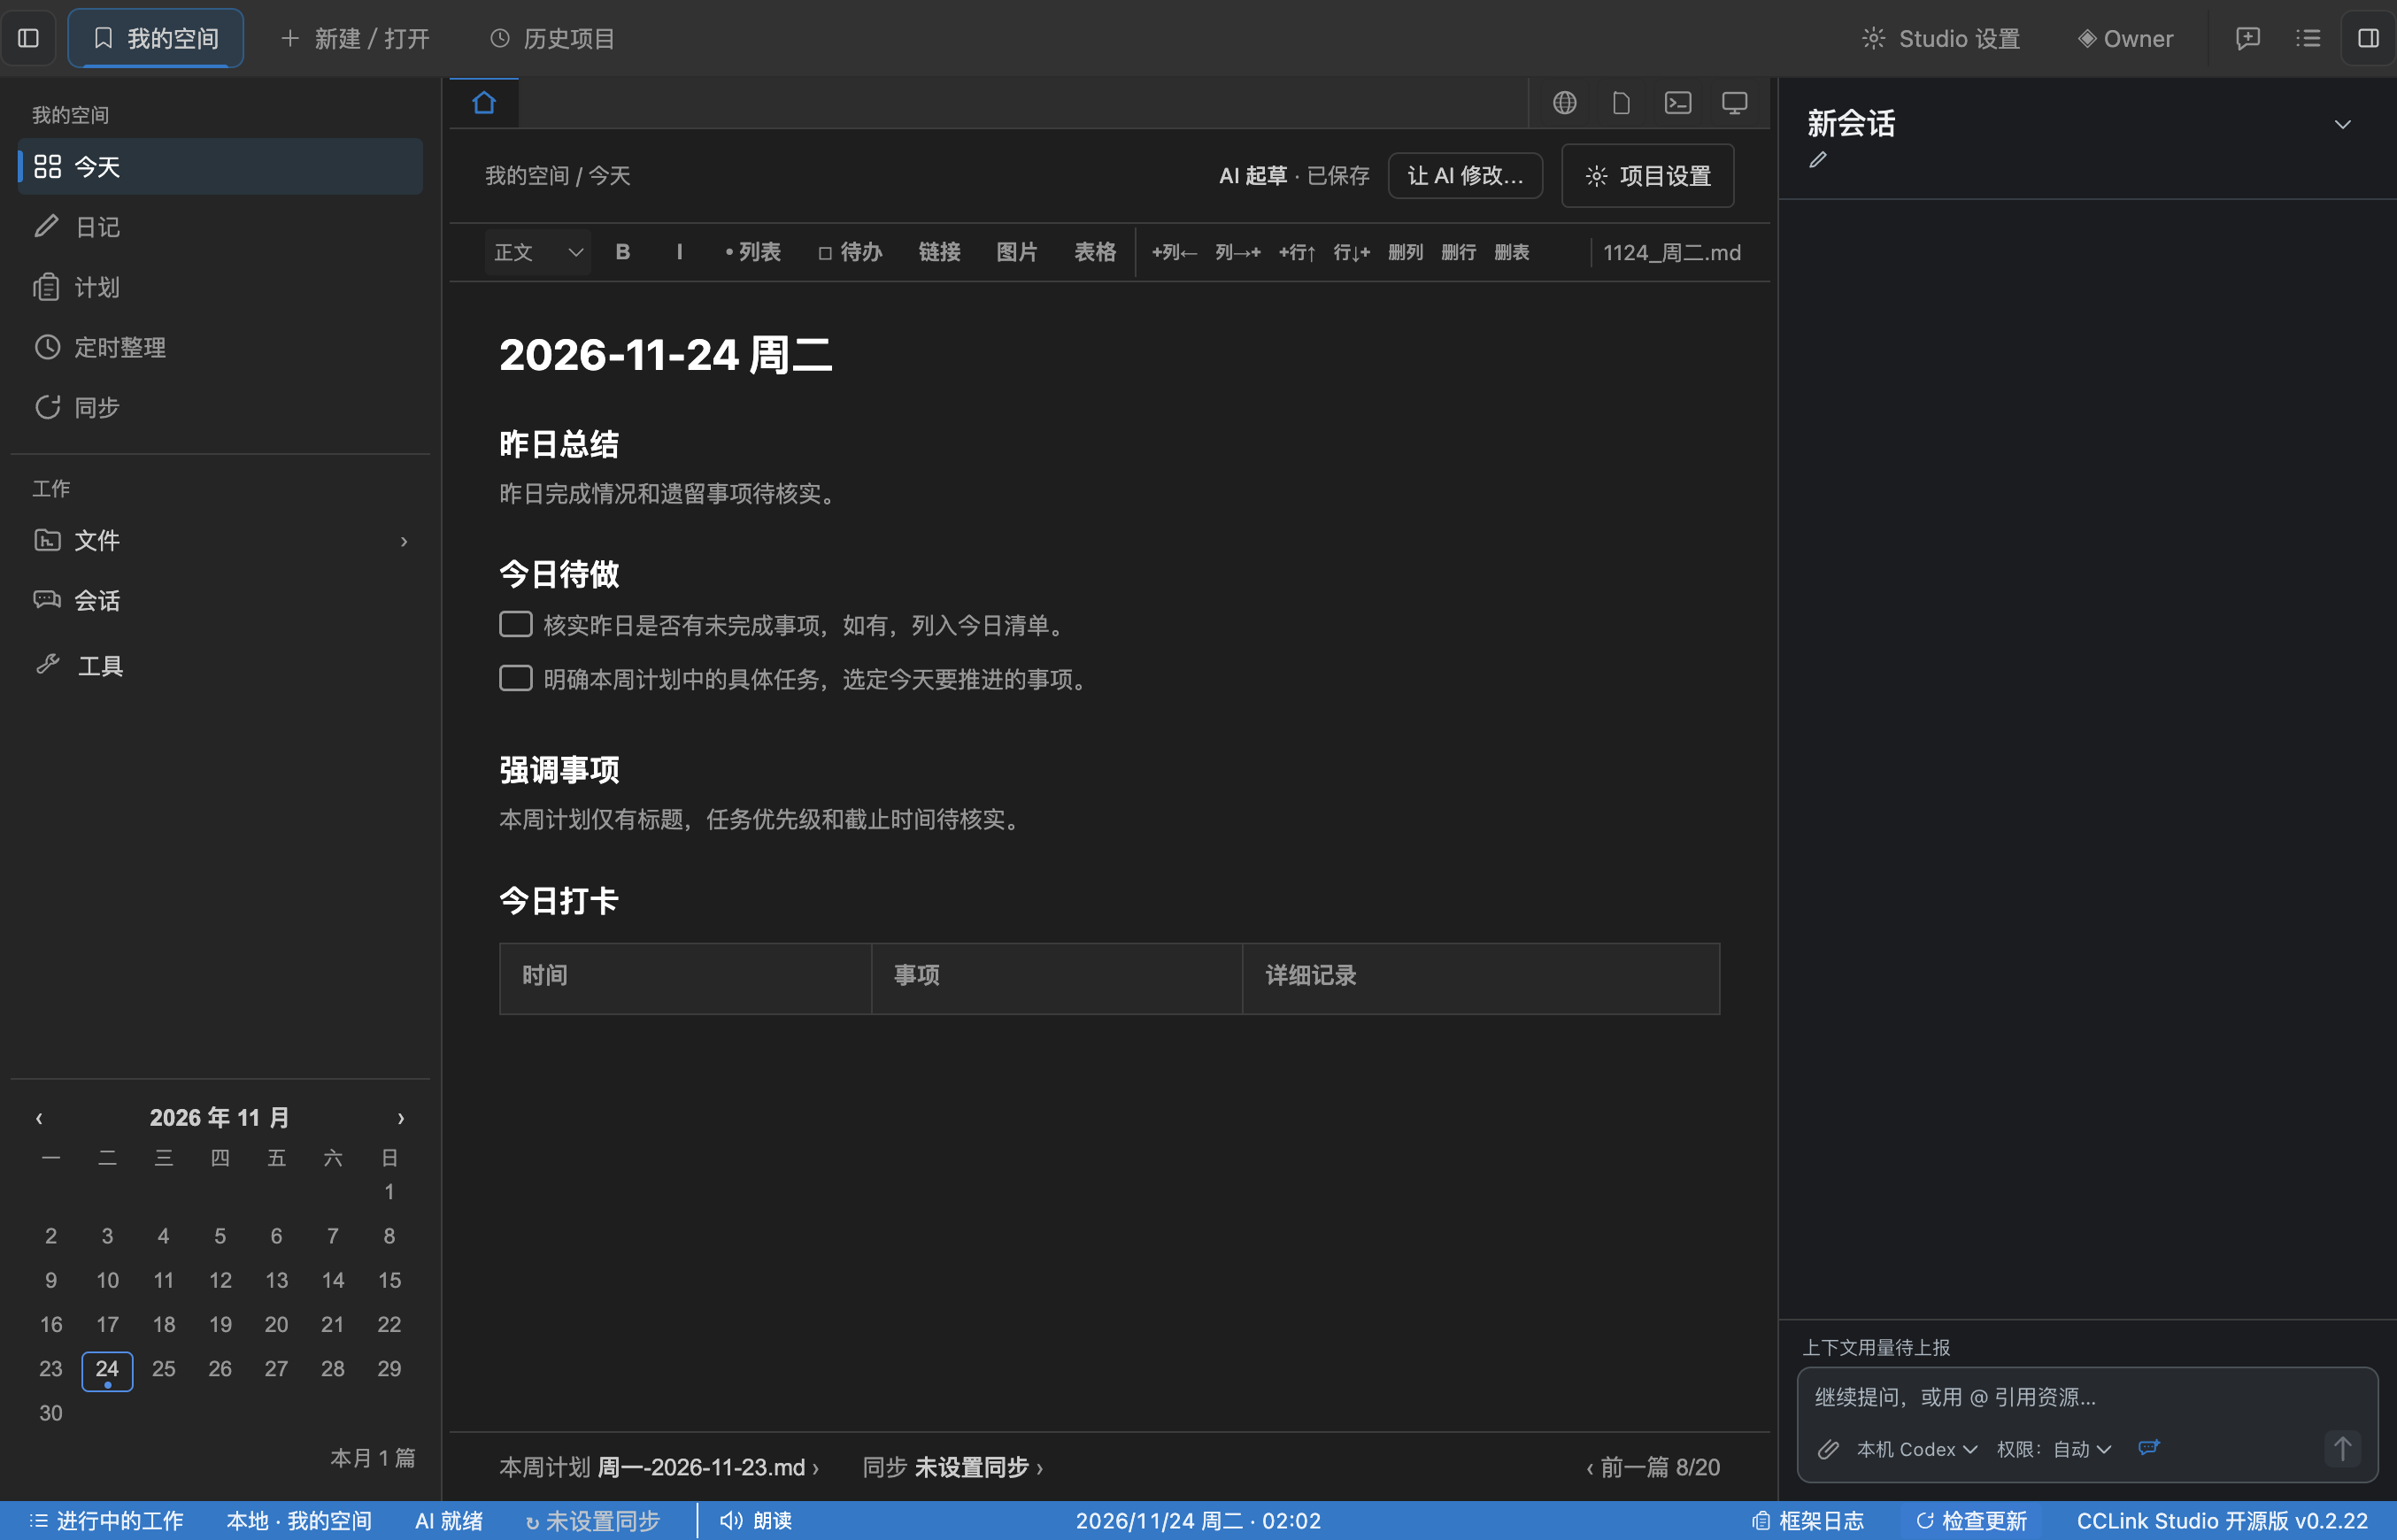 我的空间
新建 / 打开
历史项目
Studio 设置
Owner
我的空间
今天
日记
计划
定时整理
同步
工作
文件
会话
工具
2026 年 11 月
一 二 三 四 五 六 日
1
2 3 4 5 6 7 8
9 10 11 12 13 14 15
16 17 18 19 20 21 22
23 24 25 26 27 28 29
30
本月 1 篇
我的空间 / 今天
AI 起草 · 已保存
让 AI 修改...
项目设置
正文
B
I
• 列表
待办
链接
图片
表格
+列←
列→+
+行↑
行↓+
删列
删行
删表
1124_周二.md
2026-11-24 周二
昨日总结
昨日完成情况和遗留事项待核实。
今日待做
核实昨日是否有未完成事项，如有，列入今日清单。
明确本周计划中的具体任务，选定今天要推进的事项。
强调事项
本周计划仅有标题，任务优先级和截止时间待核实。
今日打卡
时间 事项 详细记录
本周计划 周一-2026-11-23.md ›
同步 未设置同步 ›
‹ 前一篇 8/20
新会话
上下文用量待上报
继续提问，或用 @ 引用资源...
本机 Codex
权限：自动
进行中的工作
本地 · 我的空间
AI 就绪
↻ 未设置同步
朗读
2026/11/24 周二 · 02:02
框架日志
检查更新
CCLink Studio 开源版 v0.2.22